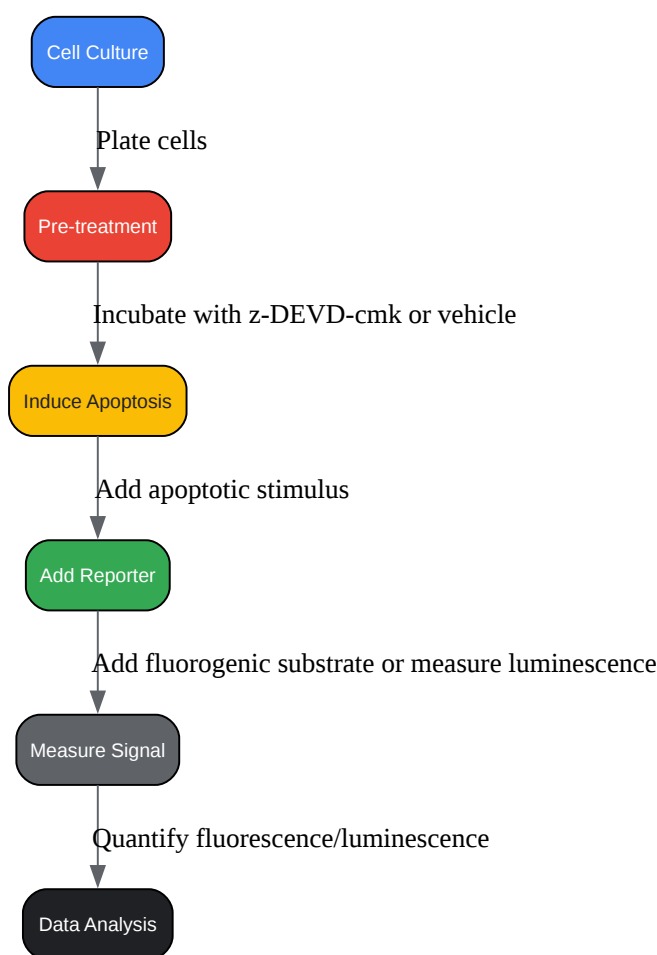 Cell Culture
Plate cells
Pre-treatment
Incubate with z-DEVD-cmk or vehicle
Induce Apoptosis
Add apoptotic stimulus
Add Reporter
Add fluorogenic substrate or measure luminescence
Measure Signal
Quantify fluorescence/luminescence
Data Analysis